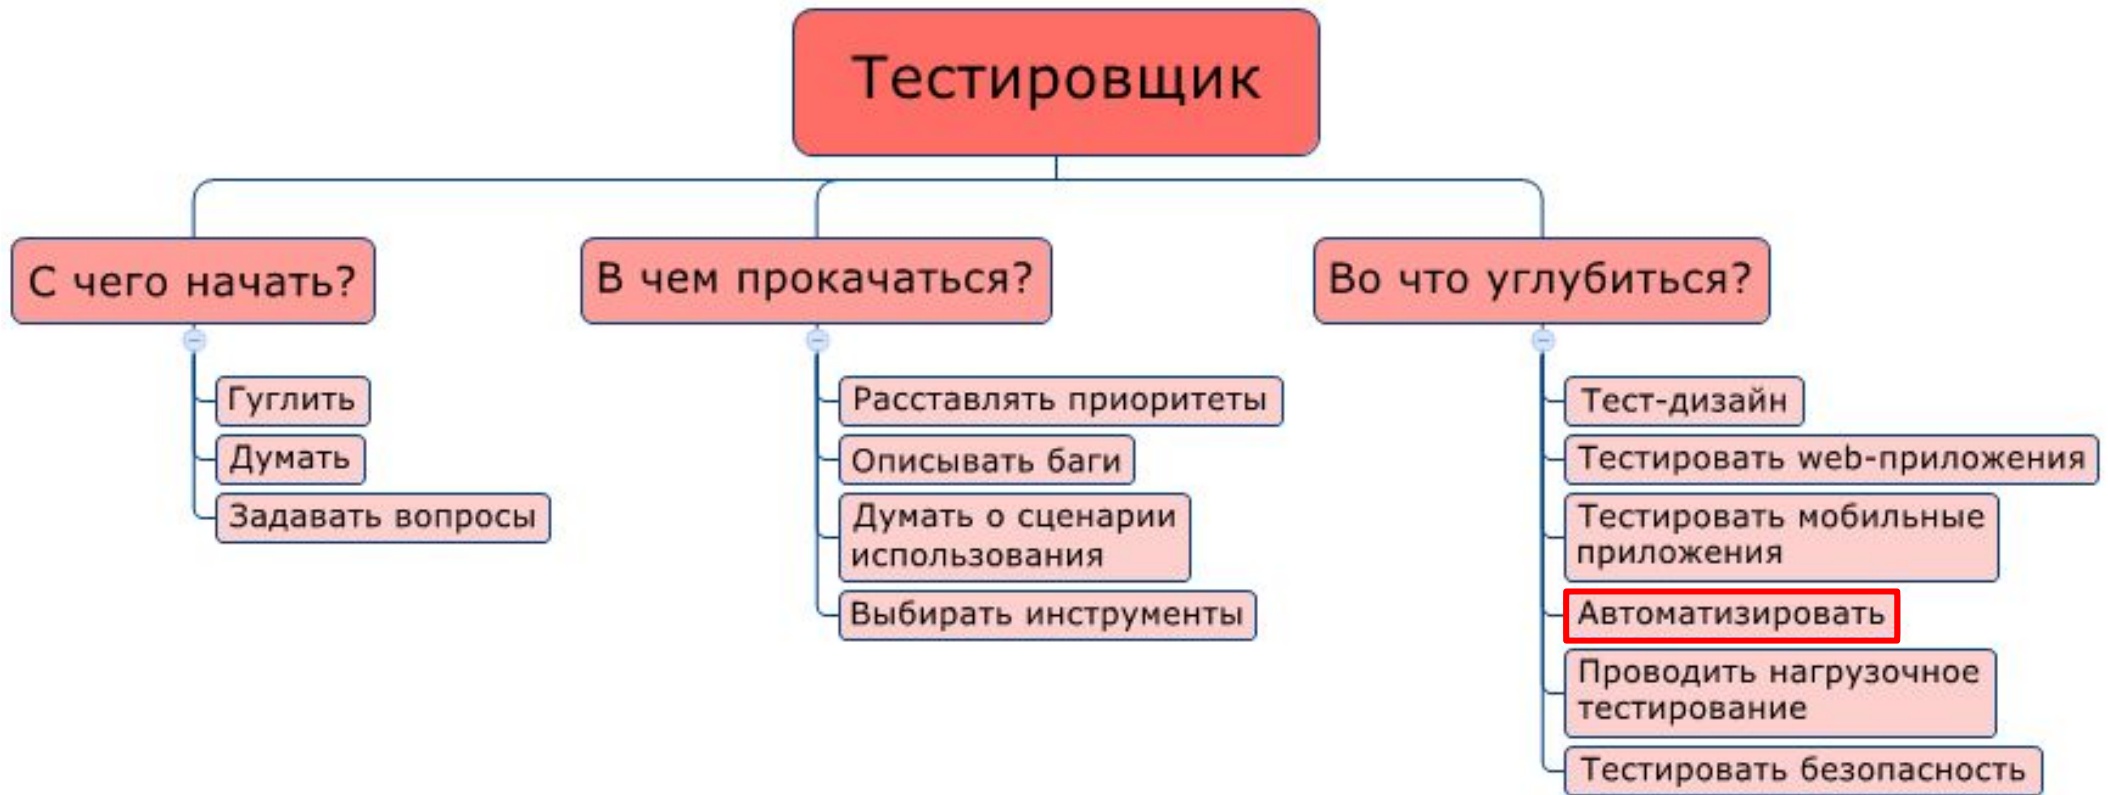 Тестировщик
С чего начать?
Гуглить
Думать
Задавать вопросы
В чем прокачаться?
Расставлять приоритеты
Описывать баги
Думать о сценарии
использования
Выбирать инструменты
Во что углубиться?
Тест-дизайн
Тестировать web-приложения
Тестировать мобильные
приложения
Автоматизировать
Проводить нагрузочное
тестирование
Тестировать безопасность